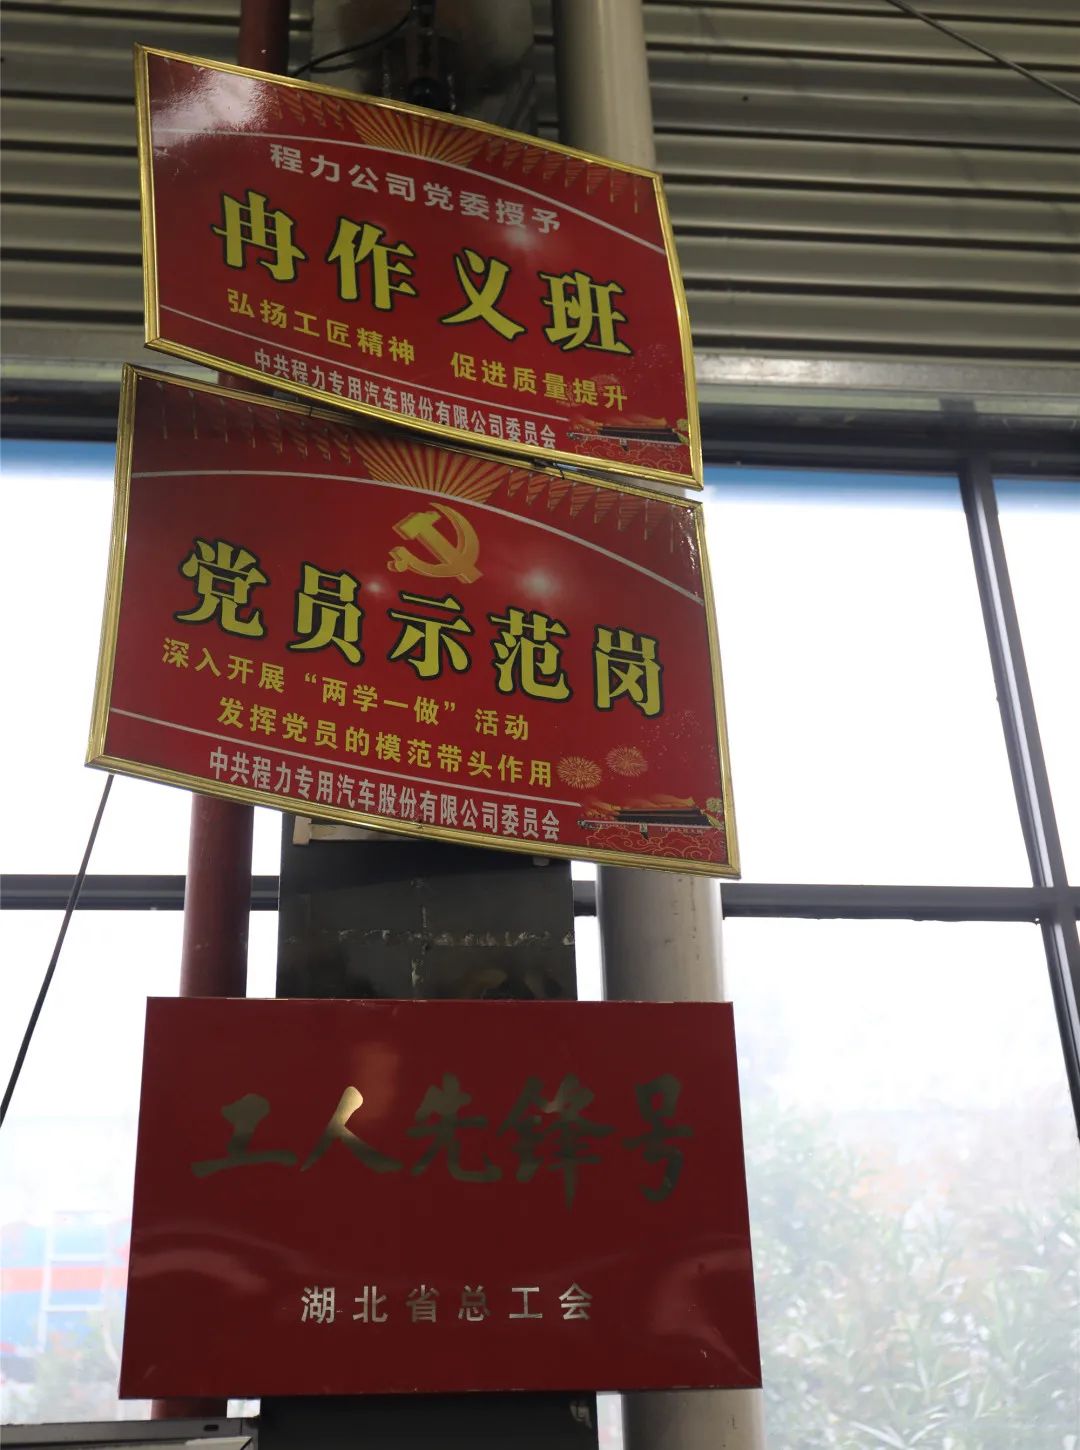 程力公司党委授予
冉作义班
弘扬工匠精神 促进质量提升
中共程力专用汽车股份有限公司委员会
党员示范岗
深入开展“两学一做”活动
发挥党员的模范带头作用
中共程力专用汽车股份有限公司委员会
工人先锋号
湖北省总工会